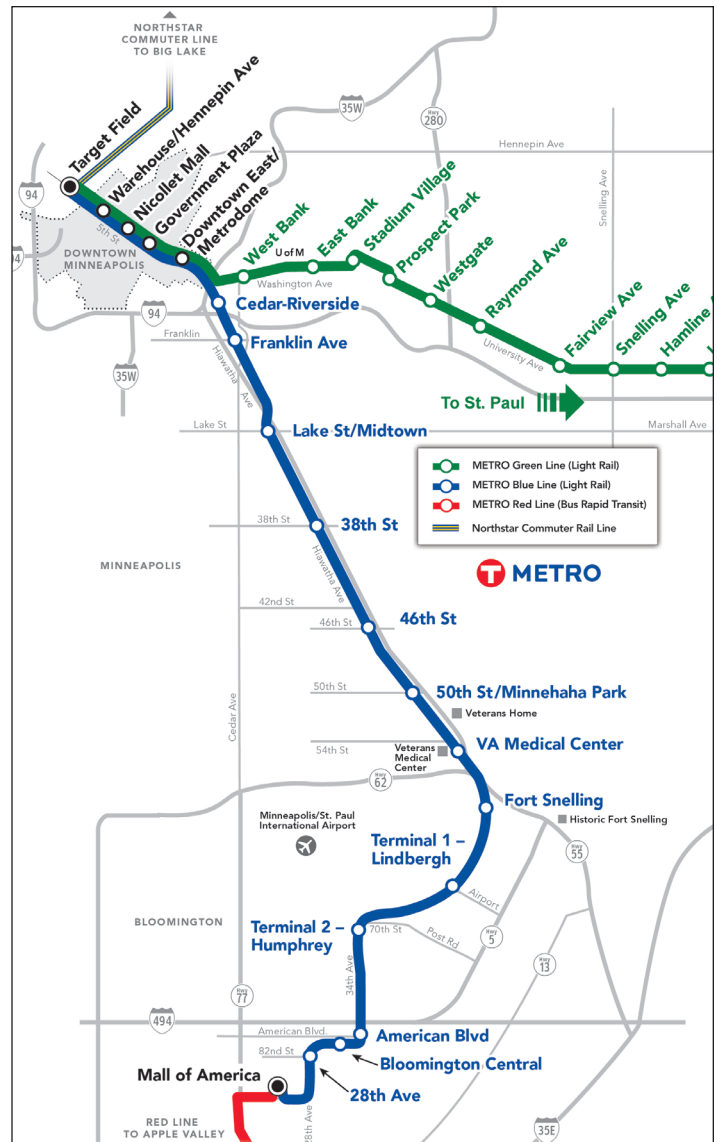 NORTHSTAR
COMMUTER LINE
TO BIG LAKE
Target Field
Warehouse/Hennepin Ave
Nicollet Mall
Government Plaza
Downtown East/
Metrodome
5th St
DOWNTOWN
MINNEAPOLIS
94
94
35W
Hwy
280
Hennepin Ave
Snelling Ave
West Bank
U of M
East Bank
Stadium Village
Prospect Park
Westgate
Raymond Ave
Fairview Ave
Snelling Ave
Hamline
Washington Ave
University Ave
Cedar-Riverside
Franklin
Franklin Ave
Hiawatha Ave
35W
To St. Paul
Lake St
Lake St/Midtown
Marshall Ave
METRO Green Line (Light Rail)
METRO Blue Line (Light Rail)
METRO Red Line (Bus Rapid Transit)
Northstar Commuter Rail Line
38th St
38th St
Hiawatha Ave
MINNEAPOLIS
T METRO
42nd St
46th St
46th St
50th St
50th St/Minnehaha Park
Veterans Home
Cedar Ave
54th St
Veterans
Medical
Center
VA Medical Center
Hwy
62
Fort Snelling
Historic Fort Snelling
Minneapolis/St. Paul
International Airport
Terminal 1 –
Lindbergh
Hwy
55
Airport
BLOOMINGTON
Terminal 2 –
Humphrey
70th St
Post Rd
Hwy
5
34th Ave
Hwy
13
Hwy
77
494
American Blvd.
American Blvd
82nd St
Bloomington Central
Mall of America
28th Ave
RED LINE
TO APPLE VALLEY
35E